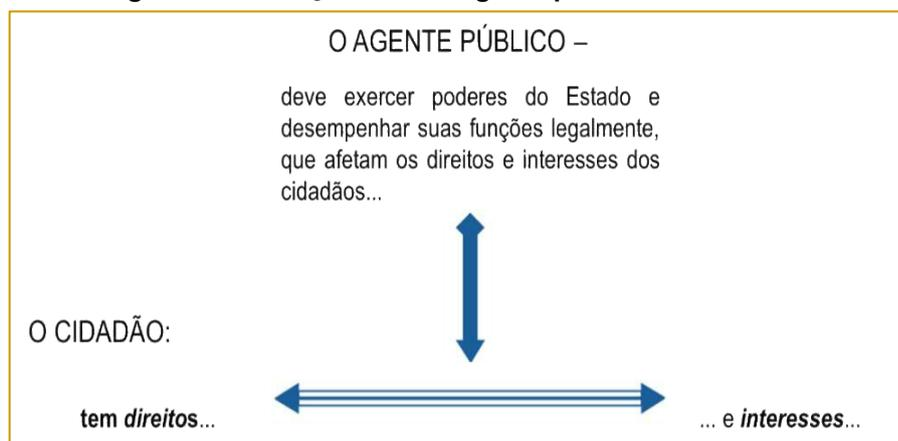 O AGENTE PÚBLICO –
deve exercer poderes do Estado e
desempenhar suas funções legalmente,
que afetam os direitos e interesses dos
cidadãos...
O CIDADÃO:
tem direitos...
... e interesses...